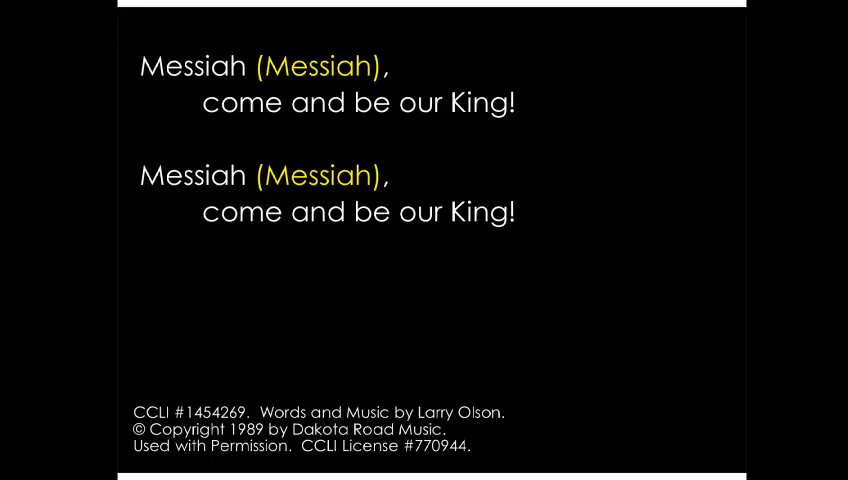 Messiah (Messiah),
come and be our King!
Messiah (Messiah),
come and be our King!
CCLI #1454269. Words and Music by Larry Olson.
© Copyright 1989 by Dakota Road Music.
Used with Permission. CCLI License #770944.